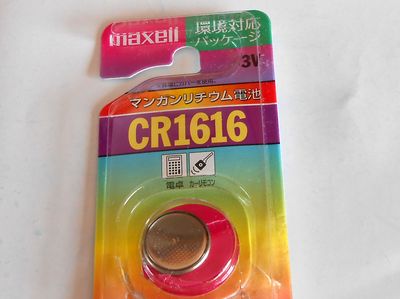 maxell
環境対応
パッケージ
3V
マンガンリチウム電池
CR1616
電卓 カーリモコン